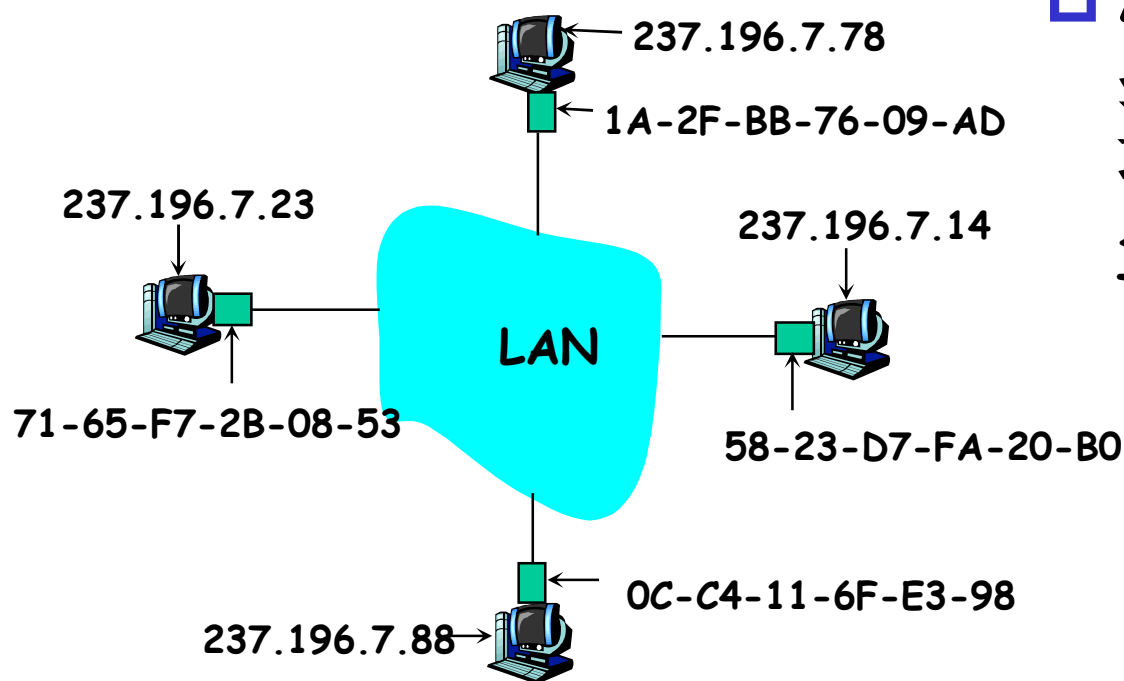 237.196.7.78
1A-2F-BB-76-09-AD
237.196.7.23
237.196.7.14
LAN
71-65-F7-2B-08-53
58-23-D7-FA-20-B0
0C-C4-11-6F-E3-98
237.196.7.88